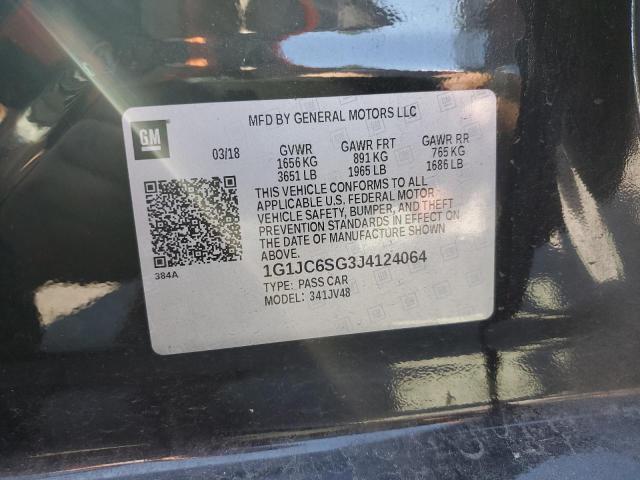 MFD BY GENERAL MOTORS LLC
GM
03/18 GVWR GAWR FRT GAWR RR
1656 KG 891 KG 765 KG
3651 LB 1965 LB 1686 LB
THIS VEHICLE CONFORMS TO ALL
APPLICABLE U.S. FEDERAL MOTOR
VEHICLE SAFETY, BUMPER, AND THEFT
PREVENTION STANDARDS IN EFFECT ON
THE DATE OF MANUFACTURE SHOWN
ABOVE.
384A
1G1JC6SG3J4124064
TYPE: PASS CAR
MODEL: 341JV48